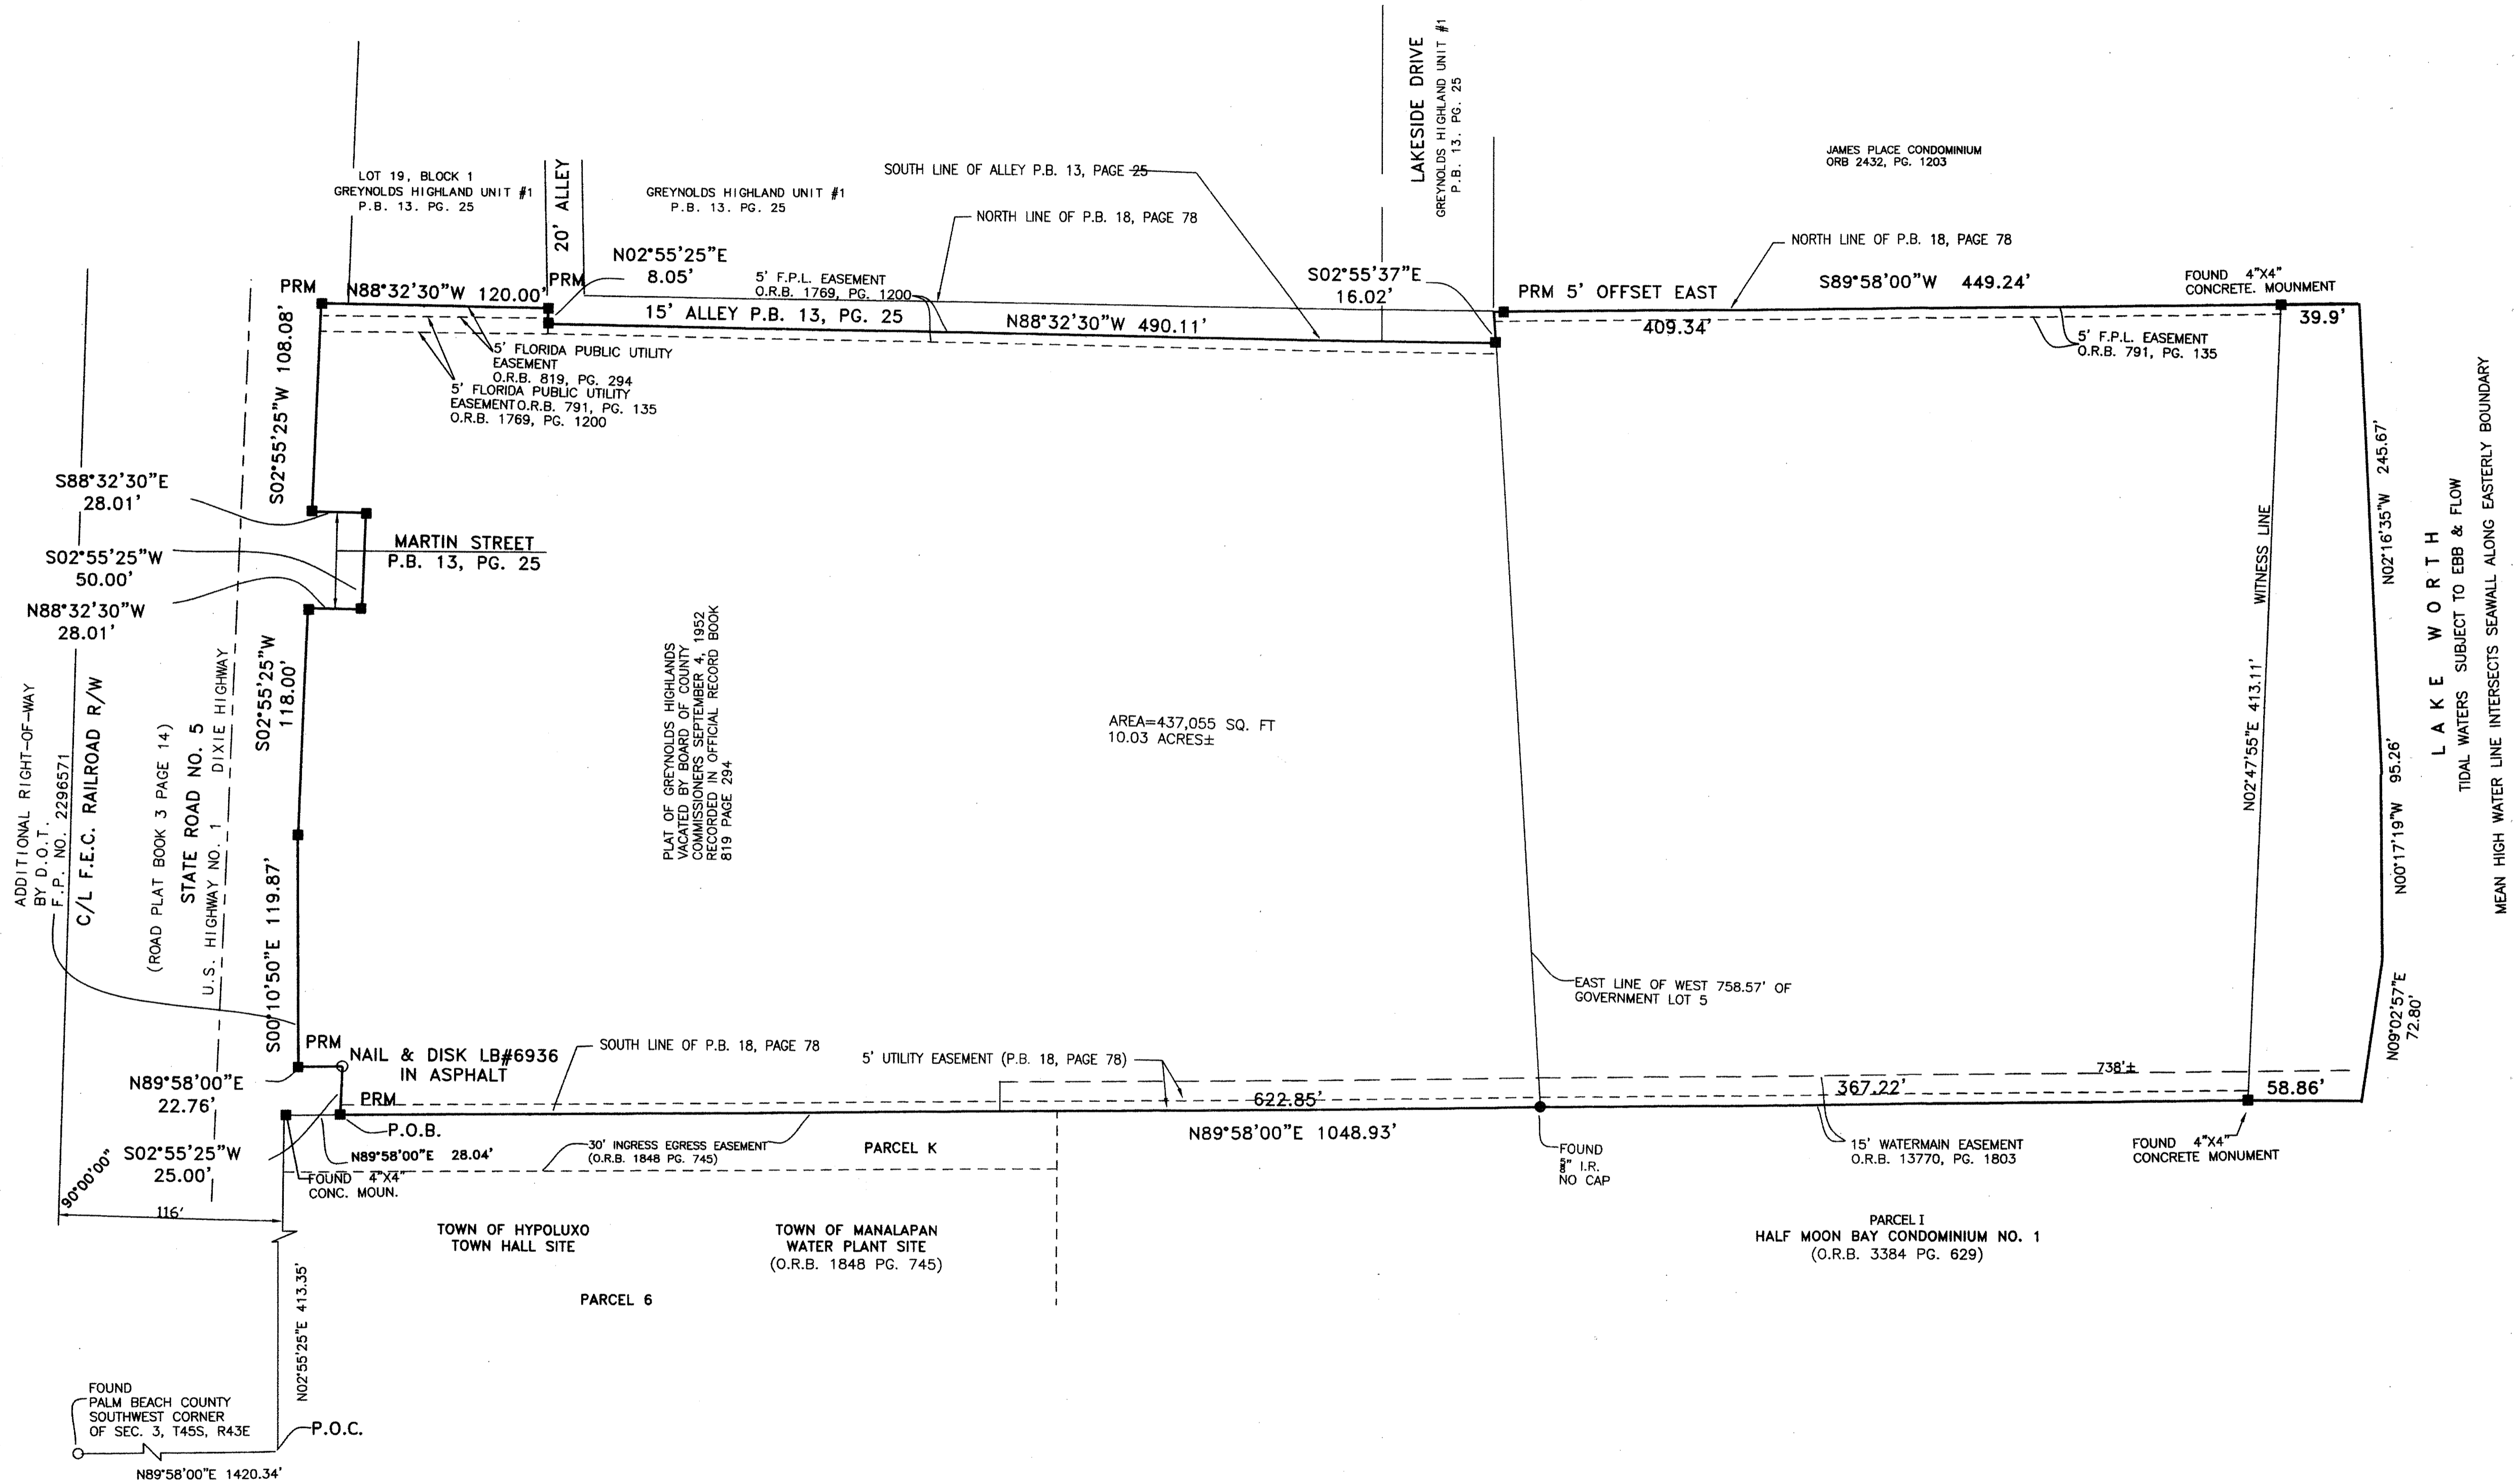 LAKESIDE DRIVE
GREYNOLDS HIGHLAND UNIT #1
P.B. 13. PG. 25
JAMES PLACE CONDOMINIUM
ORB 2432, PG. 1203
LOT 19, BLOCK 1
GREYNOLDS HIGHLAND UNIT #1
P.B. 13. PG. 25
20' ALLEY
GREYNOLDS HIGHLAND UNIT #1
P.B. 13. PG. 25
SOUTH LINE OF ALLEY P.B. 13, PAGE 25
NORTH LINE OF P.B. 18, PAGE 78
NORTH LINE OF P.B. 18, PAGE 78
N02°55'25"E
8.05'
PRM
N88°32'30"W 120.00'
PRM
5' F.P.L. EASEMENT
O.R.B. 1769, PG. 1200
S02°55'37"E
16.02'
PRM 5' OFFSET EAST
S89°58'00"W 449.24'
FOUND 4"X4"
CONCRETE. MOUNMENT
15' ALLEY P.B. 13, PG. 25
N88°32'30"W 490.11'
409.34'
39.9'
5' F.P.L. EASEMENT
O.R.B. 791, PG. 135
5' FLORIDA PUBLIC UTILITY
EASEMENT
O.R.B. 819, PG. 294
5' FLORIDA PUBLIC UTILITY
EASEMENT O.R.B. 791, PG. 135
O.R.B. 1769, PG. 1200
S02°55'25"W 108.08'
S88°32'30"E
28.01'
S02°55'25"W
50.00'
N88°32'30"W
28.01'
MARTIN STREET
P.B. 13, PG. 25
S02°55'25"W
118.00'
PLAT OF GREYNOLDS HIGHLANDS
VACATED BY BOARD OF COUNTY
COMMISSIONERS SEPTEMBER 4, 1952
RECORDED IN OFFICIAL RECORD BOOK
819 PAGE 294
AREA=437,055 SQ. FT
10.03 ACRES±
WITNESS LINE
N02°47'55"E 413.11'
N02°16'35"W 245.67'
N00°17'19"W 95.26'
N09°02'57"E
72.80'
LAKE WORTH
TIDAL WATERS SUBJECT TO EBB & FLOW
MEAN HIGH WATER LINE INTERSECTS SEAWALL ALONG EASTERLY BOUNDARY
ADDITIONAL RIGHT-OF-WAY
BY D.O.T.
F.P. NO. 2296571
C/L F.E.C. RAILROAD R/W
(ROAD PLAT BOOK 3 PAGE 14)
STATE ROAD NO. 5
U.S. HIGHWAY NO. 1 DIXIE HIGHWAY
S00°10'50"E 119.87'
EAST LINE OF WEST 758.57' OF
GOVERNMENT LOT 5
PRM
NAIL & DISK LB#6936
IN ASPHALT
SOUTH LINE OF P.B. 18, PAGE 78
5' UTILITY EASEMENT (P.B. 18, PAGE 78)
N89°58'00"E
22.76'
PRM
622.85'
367.22'
738'±
58.86'
P.O.B.
N89°58'00"E 1048.93'
S02°55'25"W
25.00'
N89°58'00"E 28.04'
30' INGRESS EGRESS EASEMENT
(O.R.B. 1848 PG. 745)
PARCEL K
FOUND
5/8" I.R.
NO CAP
15' WATERMAIN EASEMENT
O.R.B. 13770, PG. 1803
FOUND 4"X4"
CONCRETE MONUMENT
90°00'00"
FOUND 4"X4"
CONC. MOUN.
116'
TOWN OF HYPOLUXO
TOWN HALL SITE
TOWN OF MANALAPAN
WATER PLANT SITE
(O.R.B. 1848 PG. 745)
PARCEL I
HALF MOON BAY CONDOMINIUM NO. 1
(O.R.B. 3384 PG. 629)
PARCEL 6
N02°55'25"E 413.35'
FOUND
PALM BEACH COUNTY
SOUTHWEST CORNER
OF SEC. 3, T45S, R43E
P.O.C.
N89°58'00"E 1420.34'